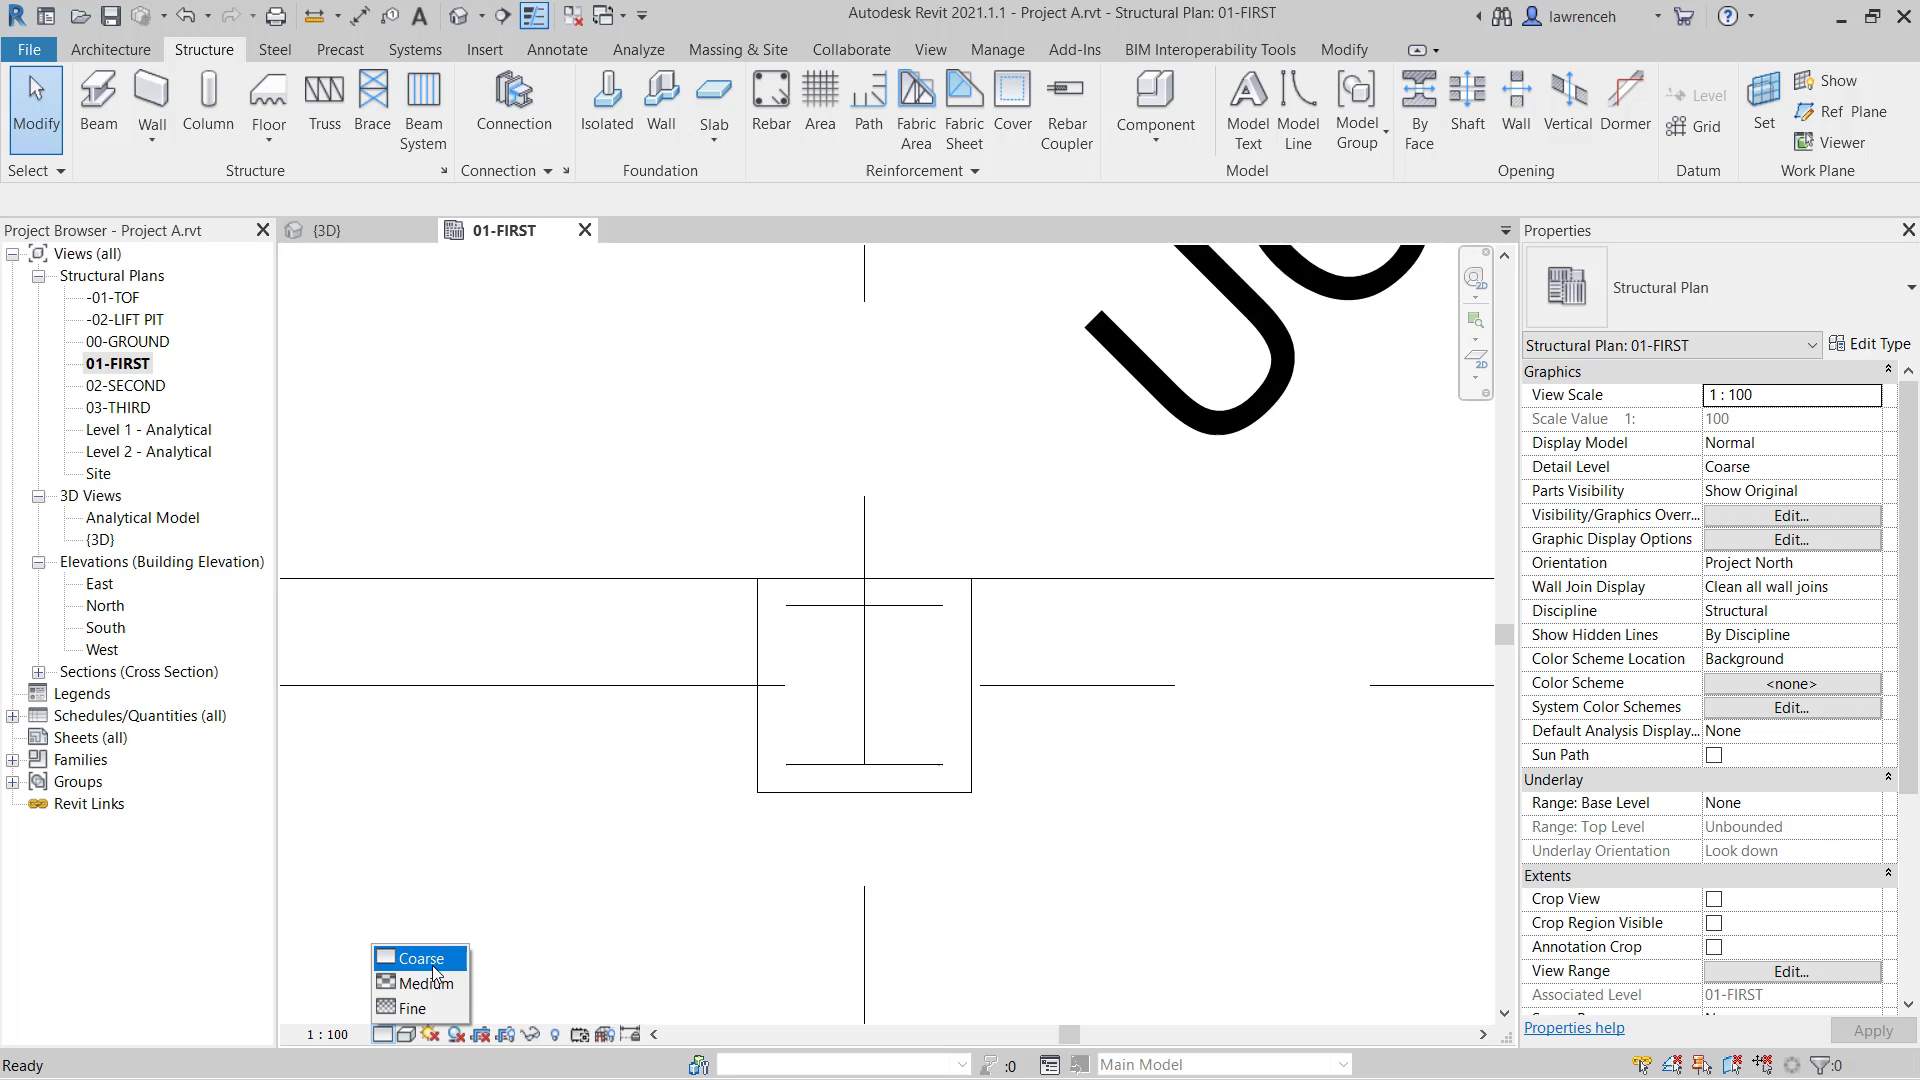 Autodesk Revit 2021.1.1 - Project A.rvt - Structural Plan: 01-FIRST
lawrenceh
File Architecture Structure Steel Precast Systems Insert Annotate Analyze Massing & Site Collaborate View Manage Add-Ins BIM Interoperability Tools Modify
Modify Beam Wall Column Floor Truss Brace Beam System Connection Isolated Wall Slab Rebar Area Path Fabric Area Fabric Sheet Cover Rebar Coupler Component Model Text Model Line Model Group By Face Shaft Wall Vertical Dormer Level Grid Set Show Ref Plane Viewer
Select Structure Connection Foundation Reinforcement Model Opening Datum Work Plane
Project Browser - Project A.rvt
Views (all)
Structural Plans
-01-TOF
-02-LIFT PIT
00-GROUND
01-FIRST
02-SECOND
03-THIRD
Level 1 - Analytical
Level 2 - Analytical
Site
3D Views
Analytical Model
{3D}
Elevations (Building Elevation)
East
North
South
West
Sections (Cross Section)
Legends
Schedules/Quantities (all)
Sheets (all)
Families
Groups
Revit Links
{3D}
01-FIRST
2D
2D
Coarse
Medium
Fine
1 : 100
Properties
Structural Plan
Structural Plan: 01-FIRST
Edit Type
Graphics
View Scale 1 : 100
Scale Value 1: 100
Display Model Normal
Detail Level Coarse
Parts Visibility Show Original
Visibility/Graphics Overr... Edit...
Graphic Display Options Edit...
Orientation Project North
Wall Join Display Clean all wall joins
Discipline Structural
Show Hidden Lines By Discipline
Color Scheme Location Background
Color Scheme <none>
System Color Schemes Edit...
Default Analysis Display... None
Sun Path
Underlay
Range: Base Level None
Range: Top Level Unbounded
Underlay Orientation Look down
Extents
Crop View
Crop Region Visible
Annotation Crop
View Range Edit...
Associated Level 01-FIRST
Properties help
Apply
Ready
:0
Main Model
:0